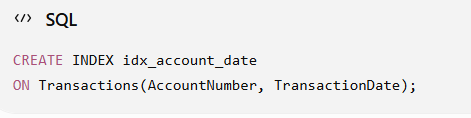 </> SQL
CREATE INDEX idx_account_date
ON Transactions(AccountNumber, TransactionDate);